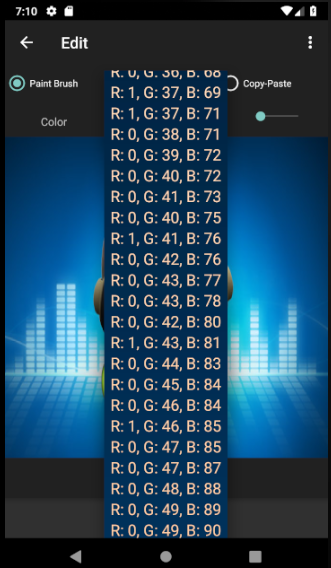 7:10
Edit
Paint Brush
Copy-Paste
Color
R: 0, G: 36, B: 68
R: 1, G: 37, B: 69
R: 1, G: 37, B: 71
R: 0, G: 38, B: 71
R: 0, G: 39, B: 72
R: 0, G: 40, B: 72
R: 0, G: 41, B: 73
R: 0, G: 40, B: 75
R: 1, G: 41, B: 76
R: 0, G: 42, B: 76
R: 0, G: 43, B: 77
R: 0, G: 43, B: 78
R: 0, G: 42, B: 80
R: 1, G: 43, B: 81
R: 0, G: 44, B: 83
R: 0, G: 45, B: 84
R: 0, G: 46, B: 84
R: 1, G: 46, B: 85
R: 0, G: 47, B: 85
R: 0, G: 47, B: 87
R: 0, G: 48, B: 88
R: 0, G: 49, B: 89
R: 0, G: 49, B: 90